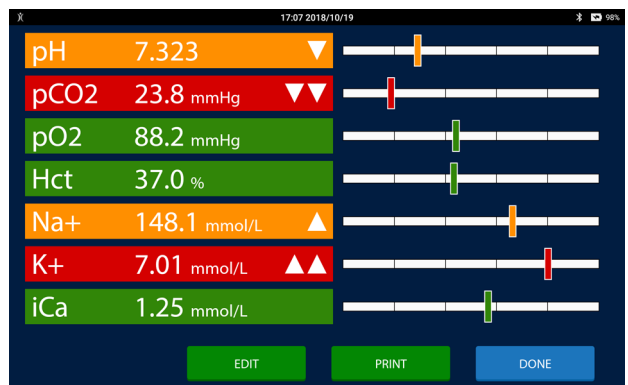 17:07 2018/10/19 98%
pH 7.323
pCO2 23.8 mmHg
pO2 88.2 mmHg
Hct 37.0 %
Na+ 148.1 mmol/L
K+ 7.01 mmol/L
iCa 1.25 mmol/L
EDIT PRINT DONE